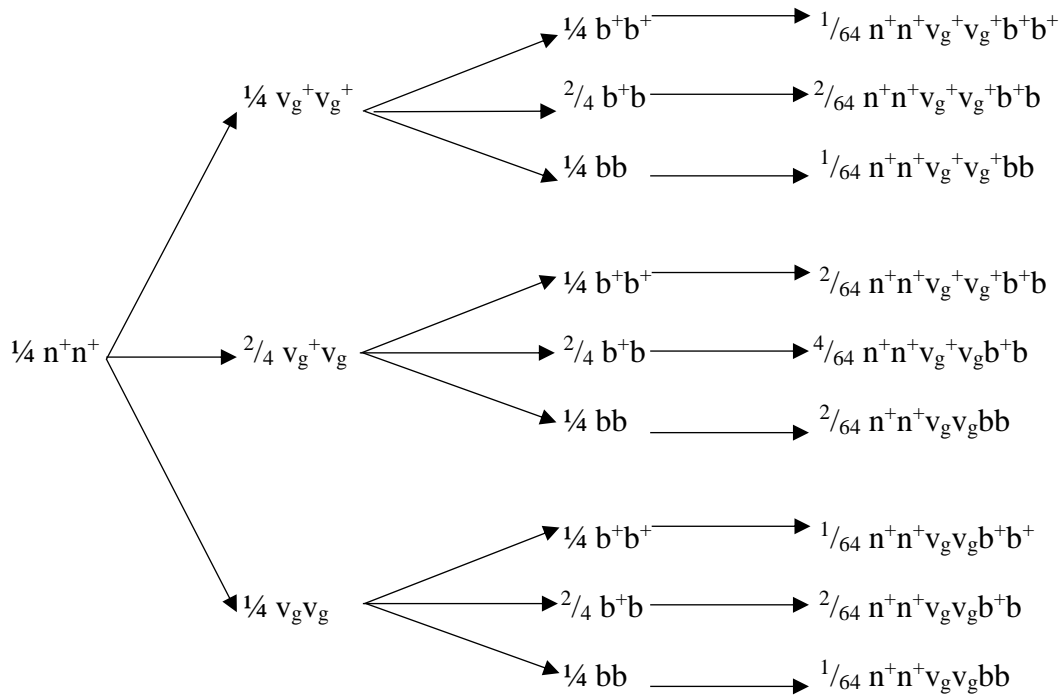 ¼ b⁺b⁺ ¹/₆₄ n⁺n⁺v_g⁺v_g⁺b⁺b⁺
¼ v_g⁺v_g⁺ ²/₄ b⁺b ²/₆₄ n⁺n⁺v_g⁺v_g⁺b⁺b
¼ bb ¹/₆₄ n⁺n⁺v_g⁺v_g⁺bb
¼ b⁺b⁺ ²/₆₄ n⁺n⁺v_g⁺v_g⁺b⁺b
¼ n⁺n⁺ ²/₄ v_g⁺v_g ²/₄ b⁺b ⁴/₆₄ n⁺n⁺v_g⁺v_gb⁺b
¼ bb ²/₆₄ n⁺n⁺v_gv_gbb
¼ b⁺b⁺ ¹/₆₄ n⁺n⁺v_gv_gb⁺b⁺
¼ v_gv_g ²/₄ b⁺b ²/₆₄ n⁺n⁺v_gv_gb⁺b
¼ bb ¹/₆₄ n⁺n⁺v_gv_gbb